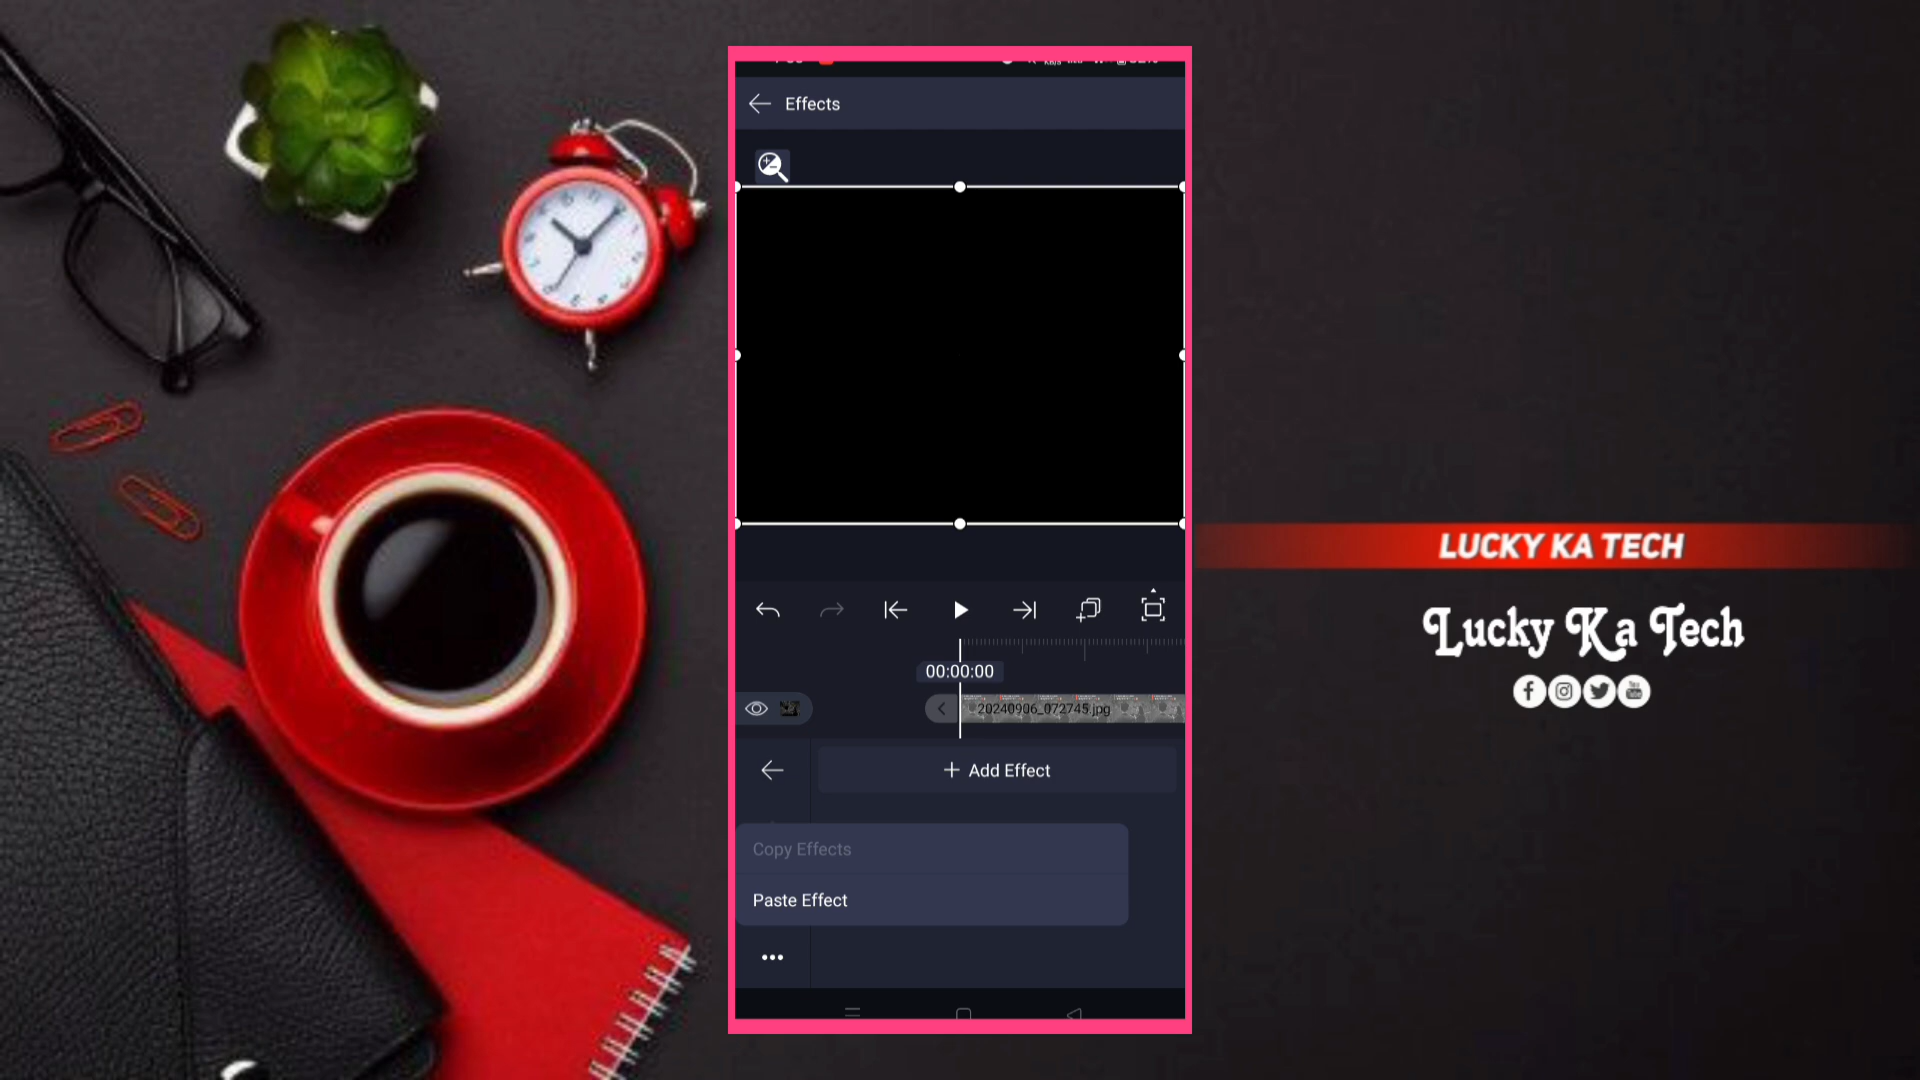 Effects
LUCKY KA TECH
Lucky Ka Tech
00:00:00
20240906_072745.jpg
+ Add Effect
Copy Effects
Paste Effect